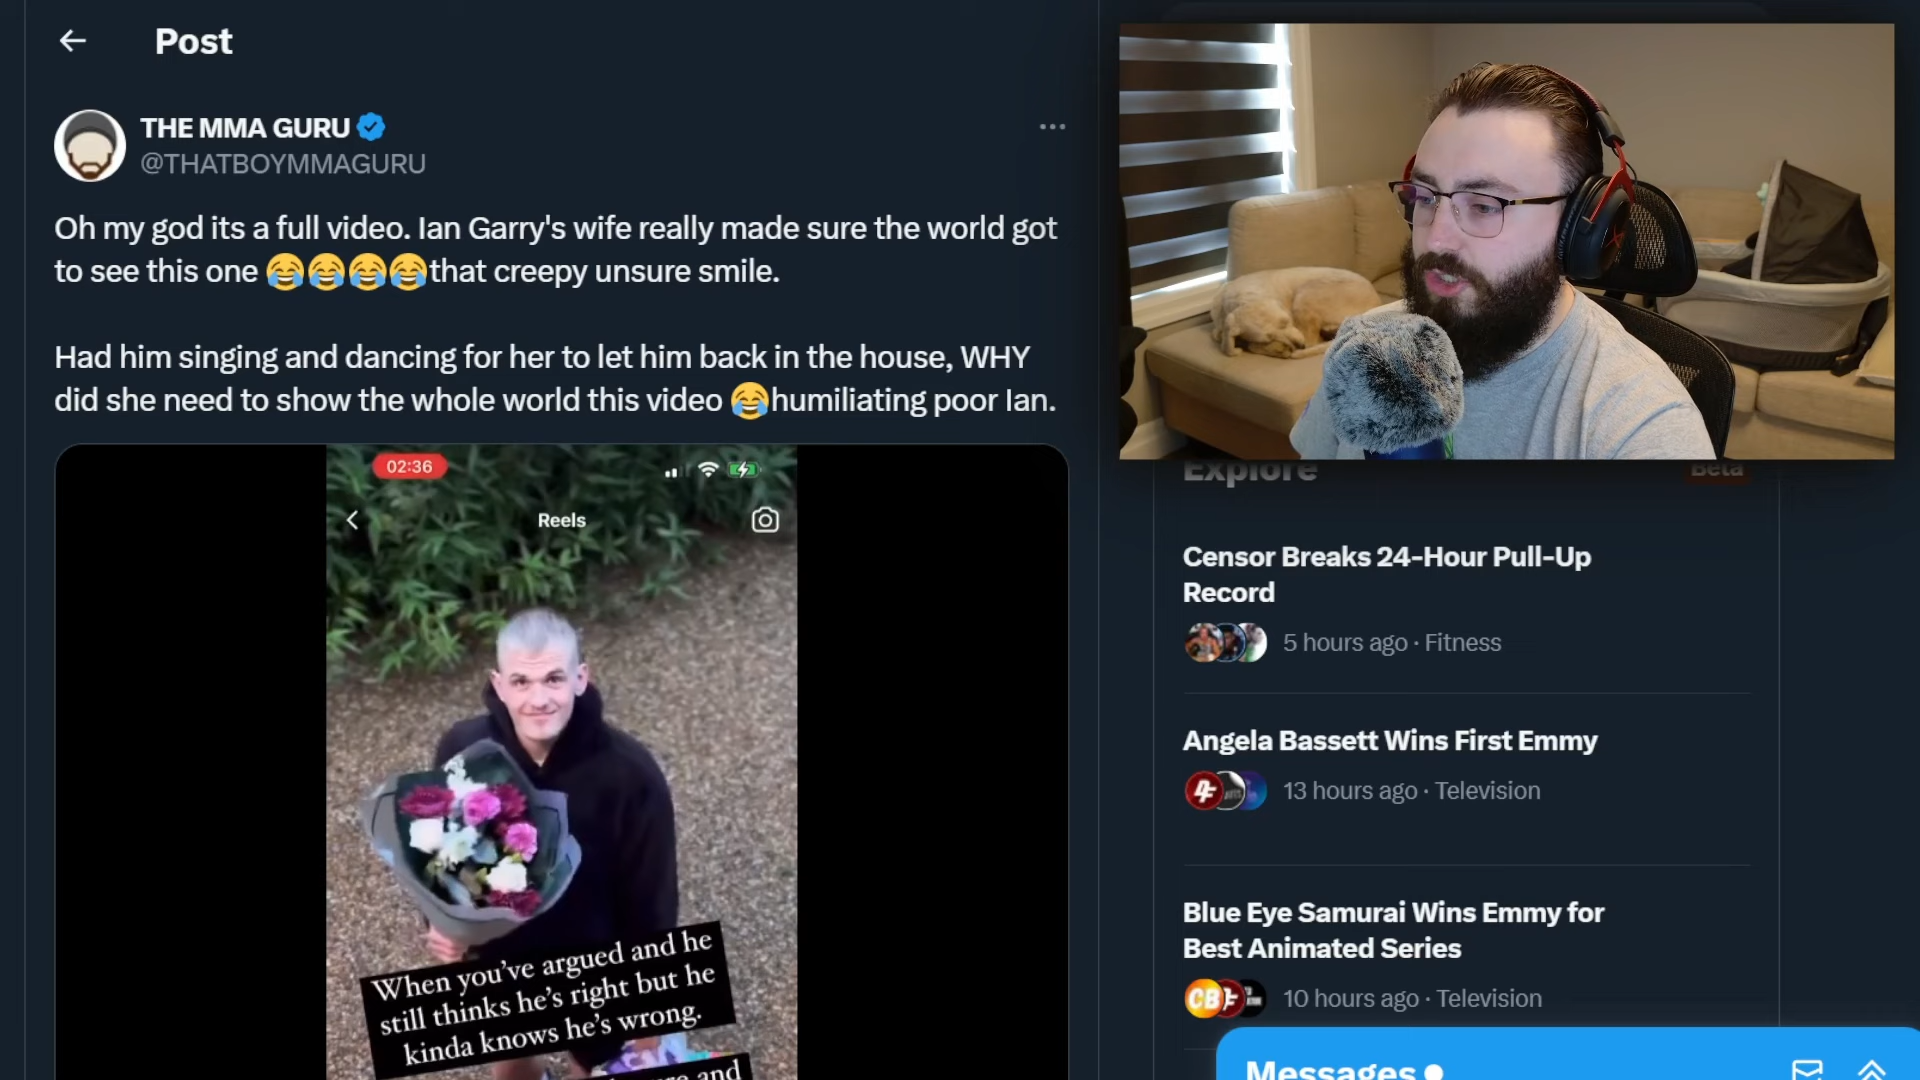 Post
THE MMA GURU
@THATBOYMMAGURU
Oh my god its a full video. Ian Garry's wife really made sure the world got
to see this one 😂😂😂😂that creepy unsure smile.
Had him singing and dancing for her to let him back in the house, WHY
did she need to show the whole world this video 😂humiliating poor Ian.
02:36
Reels
When you've argued and he
still thinks he's right but he
kinda knows he's wrong.
and
Explore
Beta
Censor Breaks 24-Hour Pull-Up
Record
5 hours ago · Fitness
Angela Bassett Wins First Emmy
13 hours ago · Television
Blue Eye Samurai Wins Emmy for
Best Animated Series
10 hours ago · Television
Messages